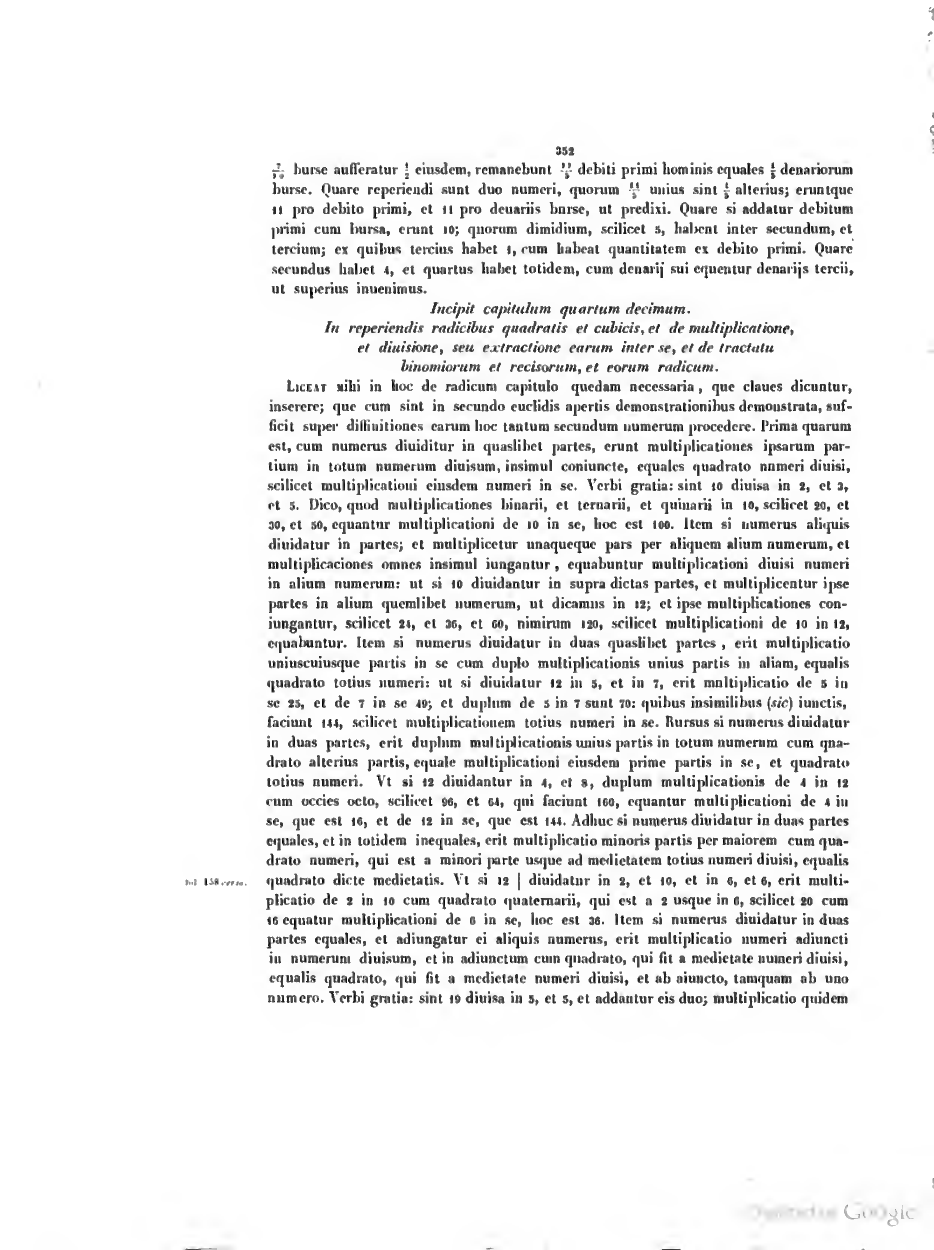 352
burse aufferatur eiusdem, remanebunt debiti primi hominis equales denariorum
burse. Quare reperiendi sunt duo numeri, quorum unius sint alterius; eruntque
11 pro debito primi, et 11 pro deuariis bnrse, ut predixi. Quare si addatur debitum
primi cum bursa, erunt 10; quorum dimidium, scilicet 5, habent inter secundum, et
tercium; ex quibus tercius habet 1, cum habeat quantitatem ex debito primi. Quare
secundus habet 4, et quartus habet totidem, cum denarij sui equentur denarijs tercii,
ut superius inuenimus.
Incipit capitulum quartum decimum.
In reperiendis radicibus quadratis et cubicis, et de multiplicatione,
et diuisione, seu extractione earum inter se, et de tractatu
binomiorum et recisorum, et eorum radicum.
LICEAT mihi in hoc de radicum capitulo quedam necessaria, que claues dicuntur,
inserere; que cum sint in secundo euclidis apertis demonstrationibus demonstrata, suf-
ficit super diffinitiones earum hoc tantum secundum numerum procedere. Prima quarum
est, cum numerus diuiditur in quaslibet partes, erunt multiplicationes ipsarum par-
tium in totum numerum diuisum, insimul coniuncte, equales quadrato numeri diuisi,
scilicet multiplicationi eiusdem numeri in se. Verbi gratia: sint 10 diuisa in 2, et 3,
et 5. Dico, quod multiplicationes binarii, et ternarii, et quinarii in 10, scilicet 20, et
30, et 50, equantur multiplicationi de 10 in se, hoc est 100. Item si numerus aliquis
diuidatur in partes; et multiplicetur unaqueque pars per aliquem alium numerum, et
multiplicaciones omnes insimul iungantur, equabuntur multiplicationi diuisi numeri
in alium numerum: ut si 10 diuidantur in supra dictas partes, et multiplicentur ipse
partes in alium quemlibet numerum, ut dicamus in 12; et ipse multiplicationes con-
iungantur, scilicet 24, et 36, et 60, nimirum 120, scilicet multiplicationi de 10 in 12,
equabuntur. Item si numerus diuidatur in duas quaslibet partes, erit multiplicatio
uniuscuiusque partis in se cum duplo multiplicationis unius partis in aliam, equalis
quadrato totius numeri: ut si diuidatur 12 in 5, et in 7, erit multiplicatio de 5 in
se 25, et de 7 in se 49; et duplum de 5 in 7 sunt 70: quibus insimilibus (sic) iunctis,
faciunt 144, scilicet multiplicationem totius numeri in se. Rursus si numerus diuidatur
in duas partes, erit duplum multiplicationis unius partis in totum numerum cum qua-
drato alterius partis, equale multiplicationi eiusdem prime partis in se, et quadrato
totius numeri. Vt si 12 diuidantur in 4, et 8, duplum multiplicationis de 4 in 12
cum occies octo, scilicet 96, et 64, qui faciunt 160, equantur multiplicationi de 4 in
se, que est 16, et de 12 in se, que est 144. Adhuc si numerus diuidatur in duas partes
equales, et in totidem inequales, erit multiplicatio minoris partis per maiorem cum qua-
drato numeri, qui est a minori parte usque ad medietatem totius numeri diuisi, equalis
fol 158 verso. quadrato dicte medietatis. Vt si 12 | diuidatur in 2, et 10, et in 6, et 6, erit multi-
plicatio de 2 in 10 cum quadrato quaternarii, qui est a 2 usque in 6, scilicet 20 cum
16 equatur multiplicationi de 6 in se, hoc est 36. Item si numerus diuidatur in duas
partes equales, et adiungatur ei aliquis numerus, erit multiplicatio numeri adiuncti
in numerum diuisum, et in adiunctum cum quadrato, qui fit a medietate numeri diuisi,
equalis quadrato, qui fit a medietate numeri diuisi, et ab aiuncto, tamquam ab uno
numero. Verbi gratia: sint 10 diuisa in 5, et 5, et addantur eis duo; multiplicatio quidem
Digitized by Google